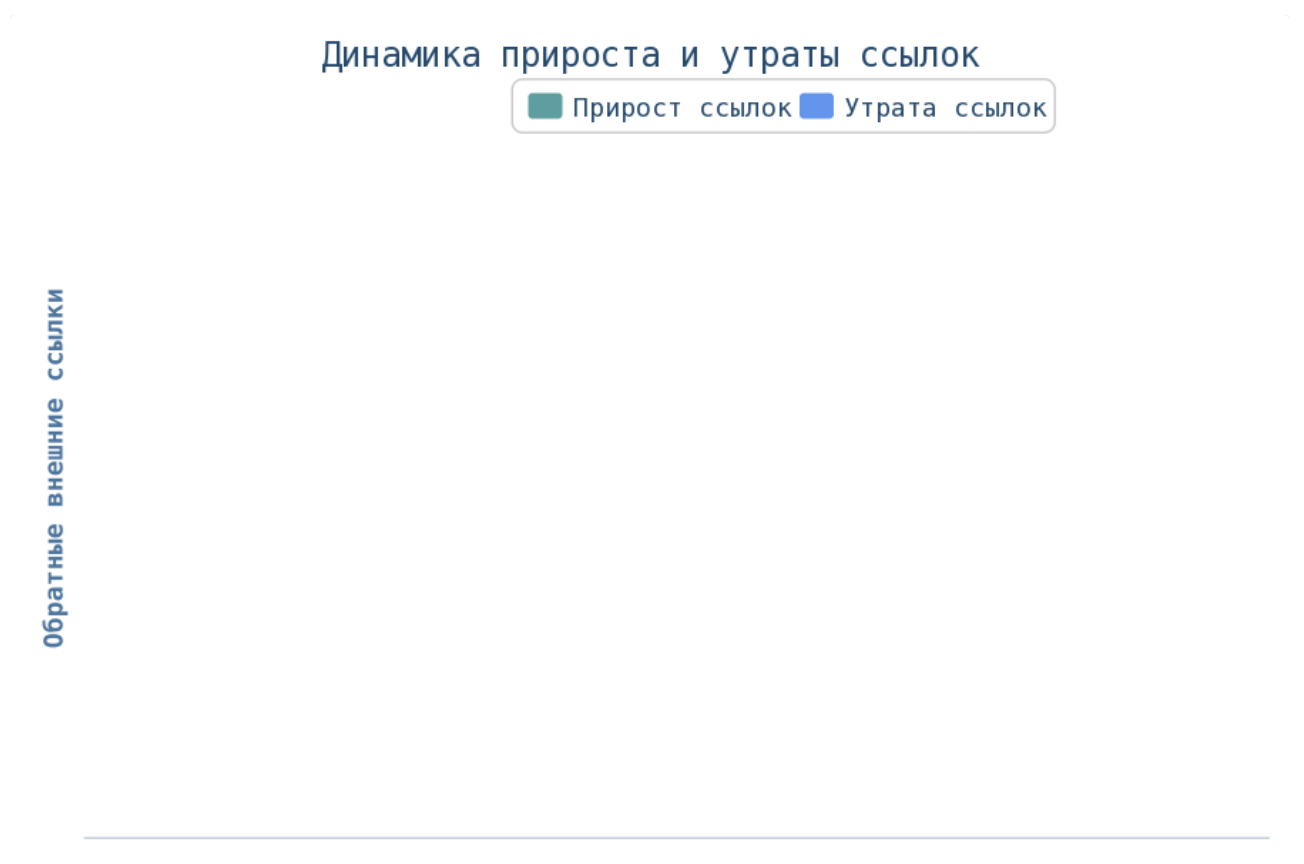 Динамика прироста и утраты ссылок
Прирост ссылок Утрата ссылок
Обратные внешние ссылки